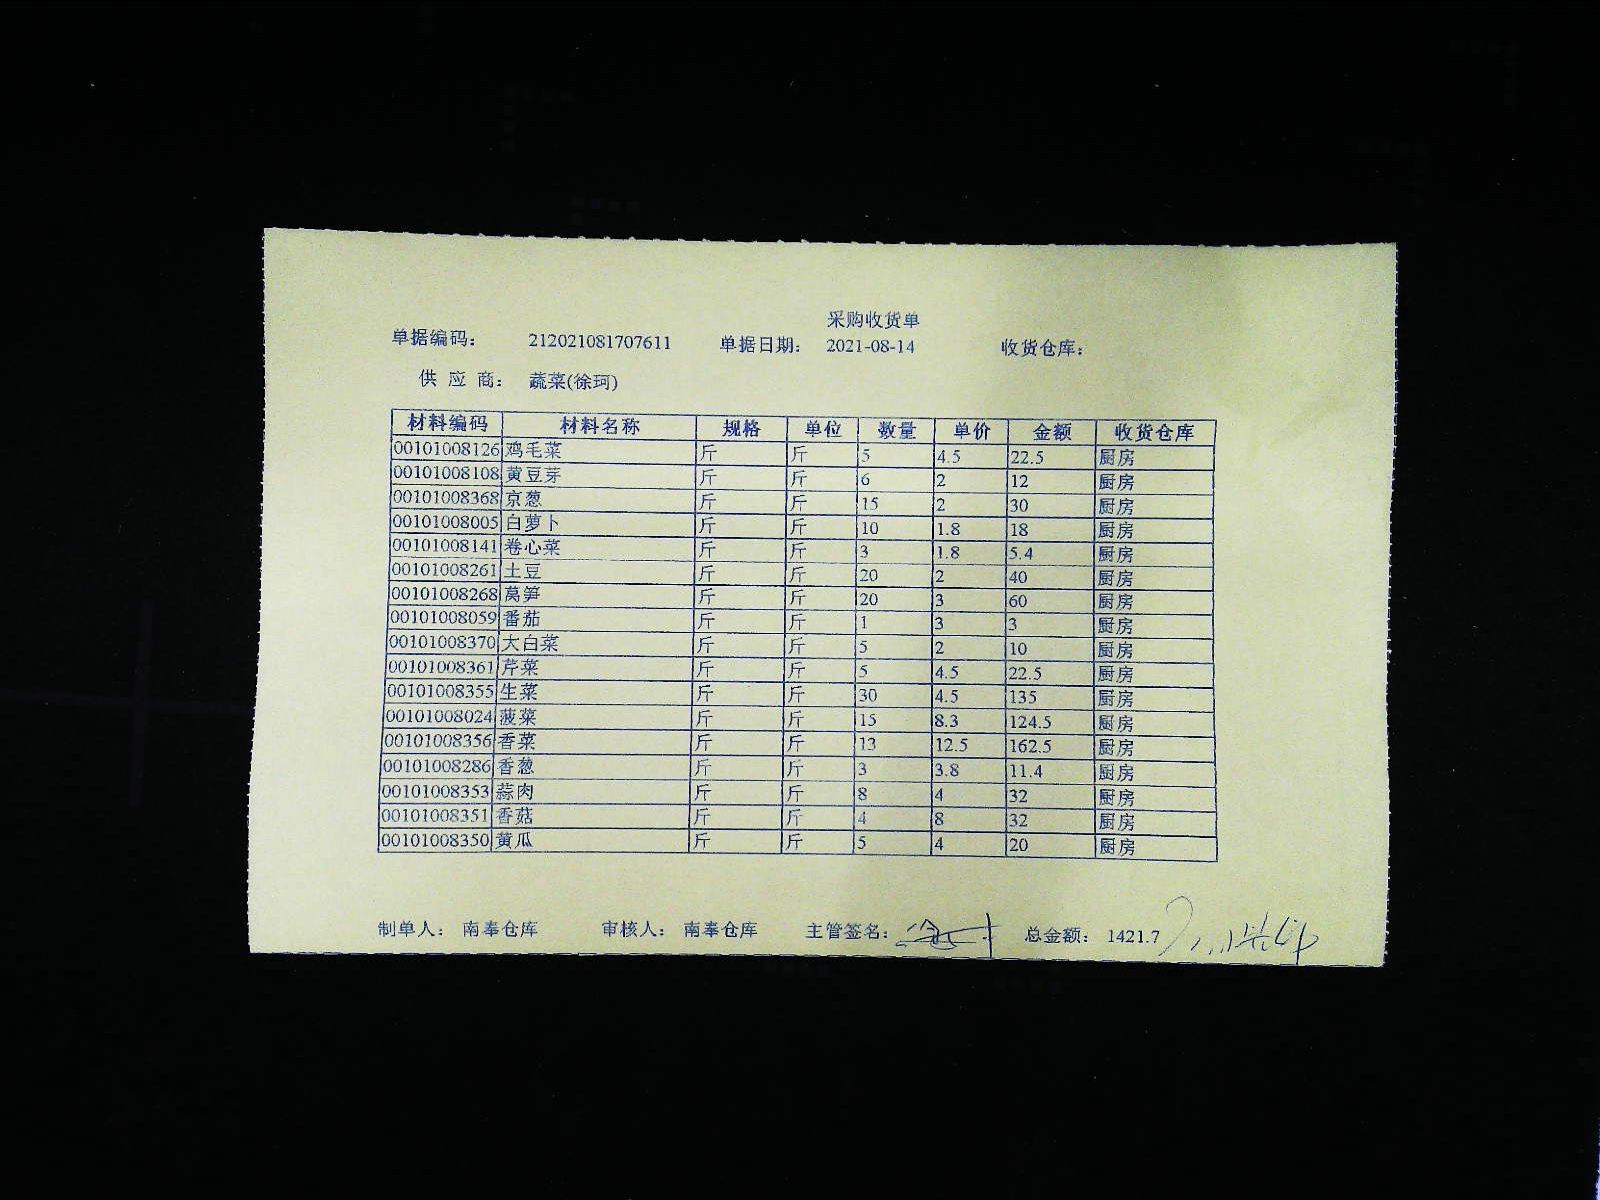 采购收货单
单据编码： 212021081707611 单据日期： 2021-08-14 收货仓库：
供 应 商： 蔬菜(徐珂)
材料编码 材料名称 规格 单位 数量 单价 金额 收货仓库
00101008126 鸡毛菜 斤 斤 5 4.5 22.5 厨房
00101008108 黄豆芽 斤 斤 6 2 12 厨房
00101008368 京葱 斤 斤 15 2 30 厨房
00101008005 白萝卜 斤 斤 10 1.8 18 厨房
00101008141 卷心菜 斤 斤 3 1.8 5.4 厨房
00101008261 土豆 斤 斤 20 2 40 厨房
00101008268 莴笋 斤 斤 20 3 60 厨房
00101008059 番茄 斤 斤 1 3 3 厨房
00101008370 大白菜 斤 斤 5 2 10 厨房
00101008361 芹菜 斤 斤 5 4.5 22.5 厨房
00101008355 生菜 斤 斤 30 4.5 135 厨房
00101008024 菠菜 斤 斤 15 8.3 124.5 厨房
00101008356 香菜 斤 斤 13 12.5 162.5 厨房
00101008286 香葱 斤 斤 3 3.8 11.4 厨房
00101008353 蒜肉 斤 斤 8 4 32 厨房
00101008351 香菇 斤 斤 4 8 32 厨房
00101008350 黄瓜 斤 斤 5 4 20 厨房
制单人： 南奉仓库 审核人： 南奉仓库 主管签名： 总金额： 1421.7